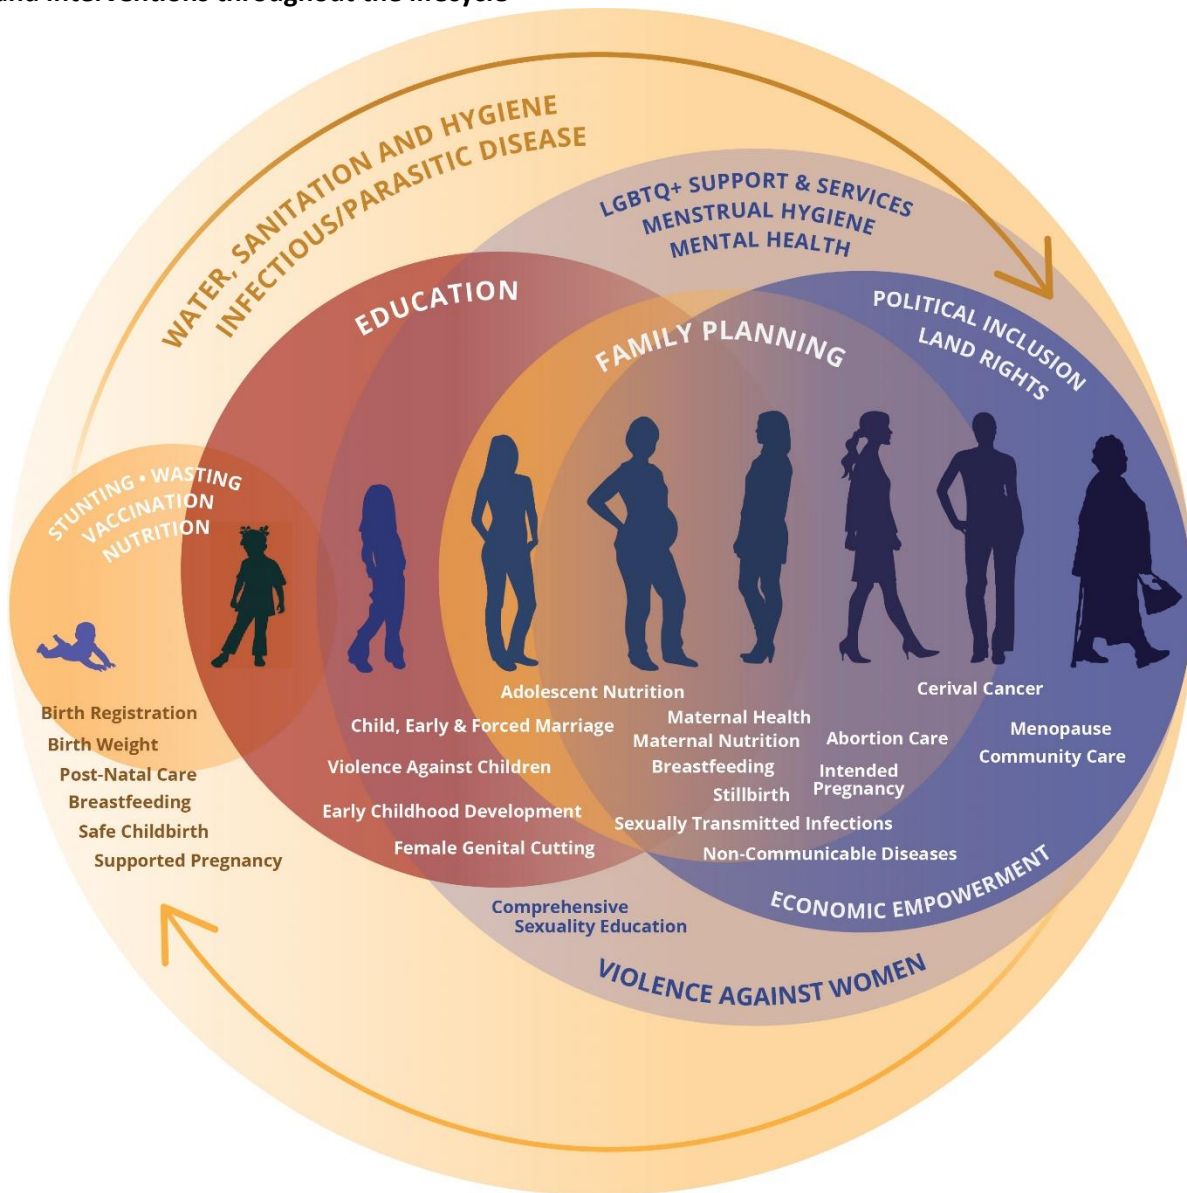 and interventions throughout the lifecycle
WATER, SANITATION AND HYGIENE
INFECTIOUS/PARASITIC DISEASE
LGBTQ+ SUPPORT & SERVICES
MENSTRUAL HYGIENE
MENTAL HEALTH
EDUCATION
FAMILY PLANNING
POLITICAL INCLUSION
LAND RIGHTS
STUNTING • WASTING
VACCINATION
NUTRITION
Birth Registration
Birth Weight
Post-Natal Care
Breastfeeding
Safe Childbirth
Supported Pregnancy
Adolescent Nutrition
Child, Early & Forced Marriage
Violence Against Children
Early Childhood Development
Female Genital Cutting
Maternal Health
Maternal Nutrition
Breastfeeding
Stillbirth
Sexually Transmitted Infections
Non-Communicable Diseases
Abortion Care
Intended
Pregnancy
Cerival Cancer
Menopause
Community Care
ECONOMIC EMPOWERMENT
Comprehensive
Sexuality Education
VIOLENCE AGAINST WOMEN